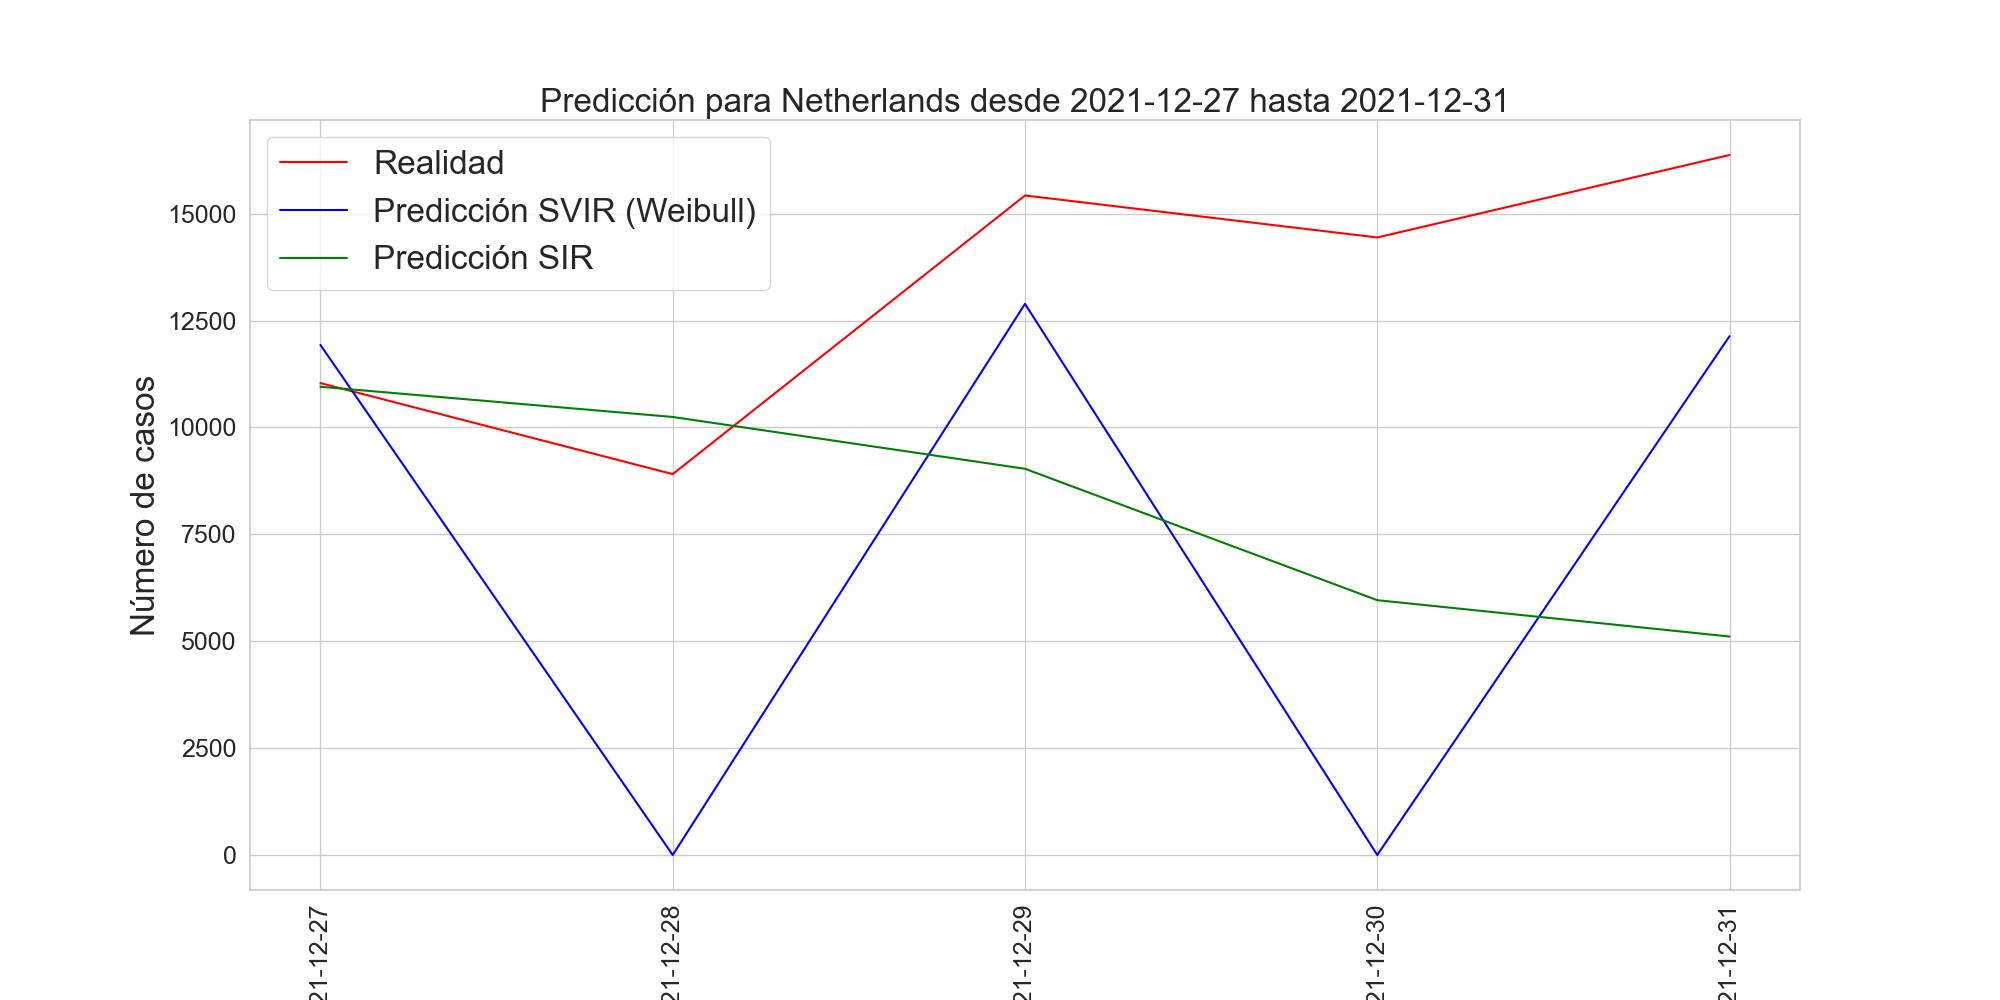 Predicción para Netherlands desde 2021-12-27 hasta 2021-12-31
Realidad
Predicción SVIR (Weibull)
Predicción SIR
Número de casos
15000
12500
10000
7500
5000
2500
0
21-12-27
21-12-28
21-12-29
21-12-30
21-12-31